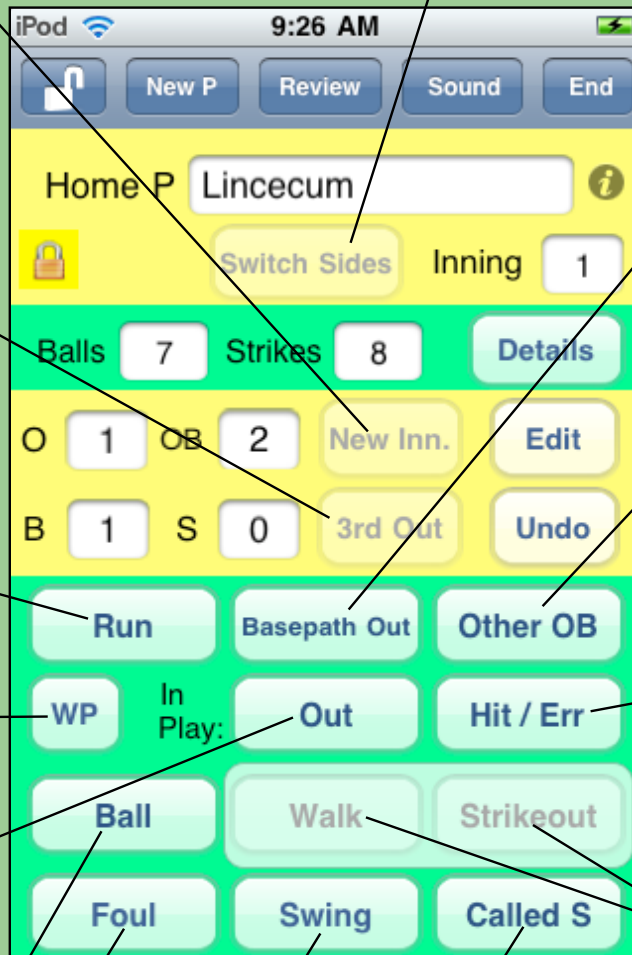 iPod 9:26 AM
New P Review Sound End
Home P Lincecum i
Switch Sides Inning 1
Balls 7 Strikes 8 Details
O 1 OB 2 New Inn. Edit
B 1 S 0 3rd Out Undo
Run Basepath Out Other OB
WP In Play: Out Hit / Err
Ball Walk Strikeout
Foul Swing Called S